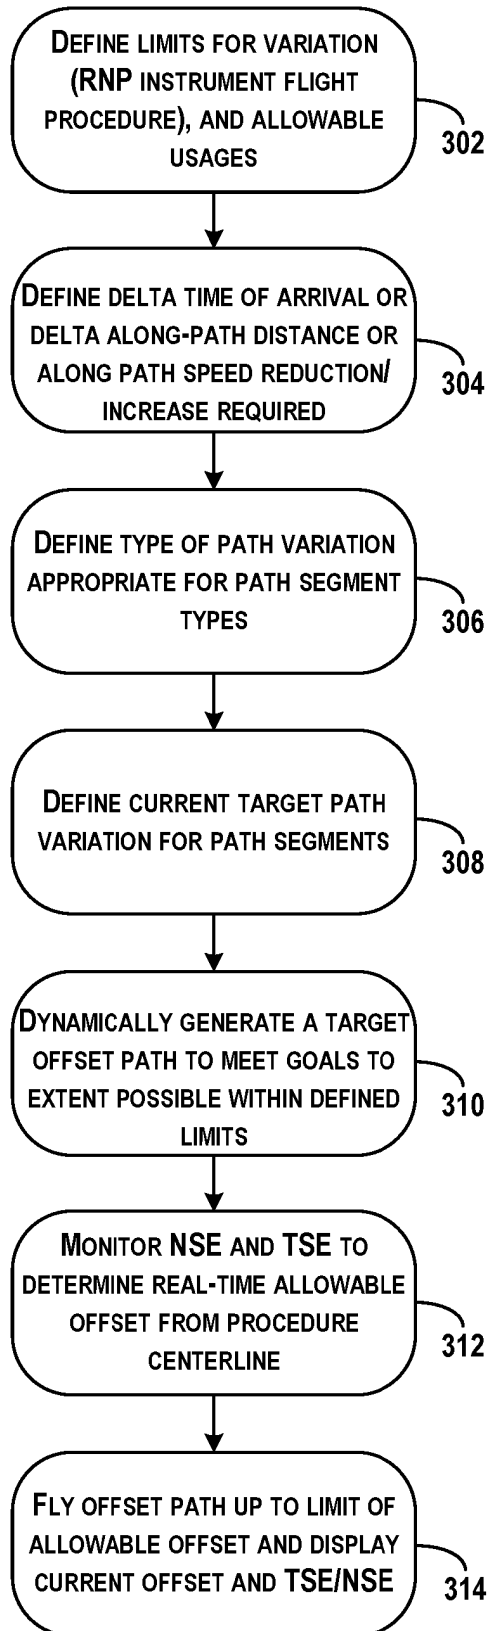 DEFINE LIMITS FOR VARIATION
(RNP INSTRUMENT FLIGHT
PROCEDURE), AND ALLOWABLE
USAGES
302
DEFINE DELTA TIME OF ARRIVAL OR
DELTA ALONG-PATH DISTANCE OR
ALONG PATH SPEED REDUCTION/
INCREASE REQUIRED
304
DEFINE TYPE OF PATH VARIATION
APPROPRIATE FOR PATH SEGMENT
TYPES
306
DEFINE CURRENT TARGET PATH
VARIATION FOR PATH SEGMENTS
308
DYNAMICALLY GENERATE A TARGET
OFFSET PATH TO MEET GOALS TO
EXTENT POSSIBLE WITHIN DEFINED
LIMITS
310
MONITOR NSE AND TSE TO
DETERMINE REAL-TIME ALLOWABLE
OFFSET FROM PROCEDURE
CENTERLINE
312
FLY OFFSET PATH UP TO LIMIT OF
ALLOWABLE OFFSET AND DISPLAY
CURRENT OFFSET AND TSE/NSE
314